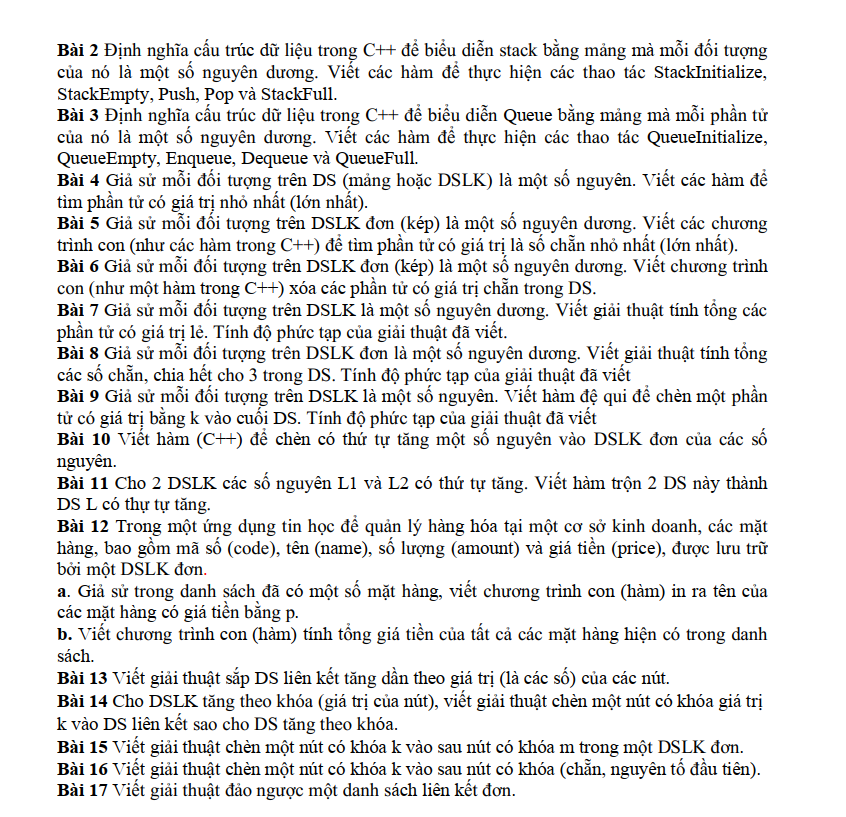 Bài 2 Định nghĩa cấu trúc dữ liệu trong C++ để biểu diễn stack bằng mảng mà mỗi đối tượng
của nó là một số nguyên dương. Viết các hàm để thực hiện các thao tác StackInitialize,
StackEmpty, Push, Pop và StackFull.
Bài 3 Định nghĩa cấu trúc dữ liệu trong C++ để biểu diễn Queue bằng mảng mà mỗi phần tử
của nó là một số nguyên dương. Viết các hàm để thực hiện các thao tác QueueInitialize,
QueueEmpty, Enqueue, Dequeue và QueueFull.
Bài 4 Giả sử mỗi đối tượng trên DS (mảng hoặc DSLK) là một số nguyên. Viết các hàm để
tìm phần tử có giá trị nhỏ nhất (lớn nhất).
Bài 5 Giả sử mỗi đối tượng trên DSLK đơn (kép) là một số nguyên dương. Viết các chương
trình con (như các hàm trong C++) để tìm phần tử có giá trị là số chẵn nhỏ nhất (lớn nhất).
Bài 6 Giả sử mỗi đối tượng trên DSLK đơn (kép) là một số nguyên dương. Viết chương trình
con (như một hàm trong C++) xóa các phần tử có giá trị chẵn trong DS.
Bài 7 Giả sử mỗi đối tượng trên DSLK là một số nguyên dương. Viết giải thuật tính tổng các
phần tử có giá trị lẻ. Tính độ phức tạp của giải thuật đã viết.
Bài 8 Giả sử mỗi đối tượng trên DSLK đơn là một số nguyên dương. Viết giải thuật tính tổng
các số chẵn, chia hết cho 3 trong DS. Tính độ phức tạp của giải thuật đã viết
Bài 9 Giả sử mỗi đối tượng trên DSLK là một số nguyên. Viết hàm đệ qui để chèn một phần
tử có giá trị bằng k vào cuối DS. Tính độ phức tạp của giải thuật đã viết
Bài 10 Viết hàm (C++) để chèn có thứ tự tăng một số nguyên vào DSLK đơn của các số
nguyên.
Bài 11 Cho 2 DSLK các số nguyên L1 và L2 có thứ tự tăng. Viết hàm trộn 2 DS này thành
DS L có thự tự tăng.
Bài 12 Trong một ứng dụng tin học để quản lý hàng hóa tại một cơ sở kinh doanh, các mặt
hàng, bao gồm mã số (code), tên (name), số lượng (amount) và giá tiền (price), được lưu trữ
bởi một DSLK đơn.
a. Giả sử trong danh sách đã có một số mặt hàng, viết chương trình con (hàm) in ra tên của
các mặt hàng có giá tiền bằng p.
b. Viết chương trình con (hàm) tính tổng giá tiền của tất cả các mặt hàng hiện có trong danh
sách.
Bài 13 Viết giải thuật sắp DS liên kết tăng dần theo giá trị (là các số) của các nút.
Bài 14 Cho DSLK tăng theo khóa (giá trị của nút), viết giải thuật chèn một nút có khóa giá trị
k vào DS liên kết sao cho DS tăng theo khóa.
Bài 15 Viết giải thuật chèn một nút có khóa k vào sau nút có khóa m trong một DSLK đơn.
Bài 16 Viết giải thuật chèn một nút có khóa k vào sau nút có khóa (chẵn, nguyên tố đầu tiên).
Bài 17 Viết giải thuật đảo ngược một danh sách liên kết đơn.